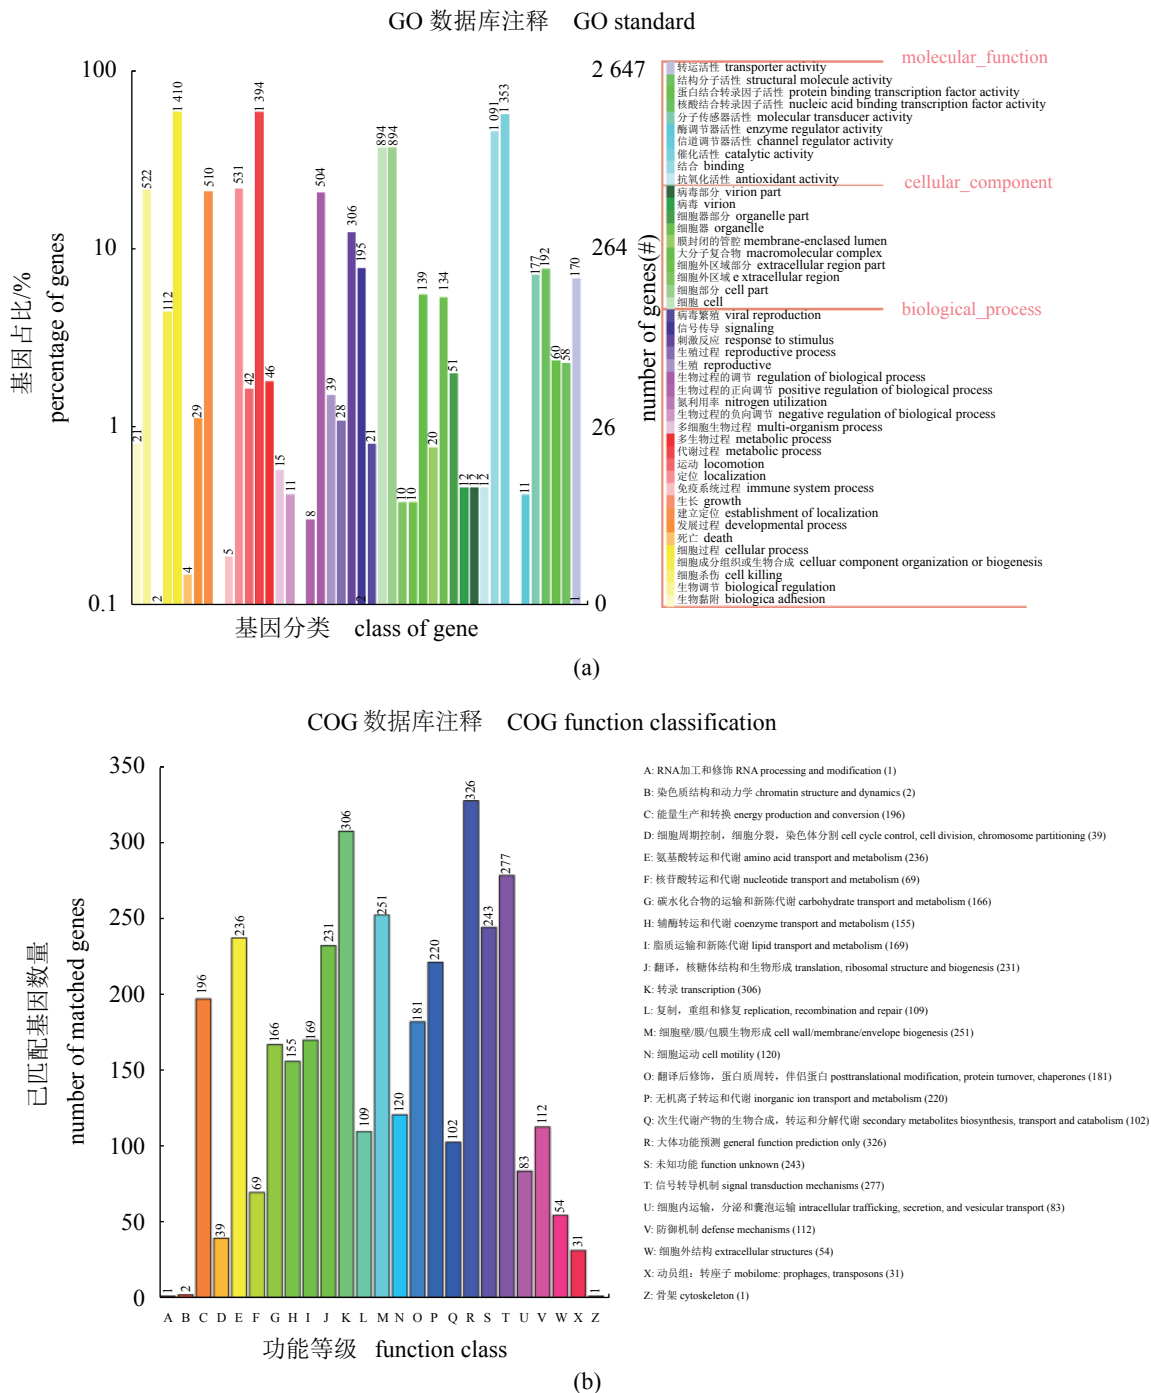 GO 数据库注释 GO standard
100
10
1
0.1
基因占比/%
percentage of genes
21
522
2
112
1 410
4
29
510
5
531
42
1 394
46
15
11
8
504
39
28
306
195
2
21
894
894
10
10
139
20
134
51
12
12
12
1 091
1 353
11
177
192
60
58
170
1
2 647
264
26
0
number of genes(#)
基因分类 class of gene
molecular_function
转运活性 transporter activity
结构分子活性 structural molecule activity
蛋白结合转录因子活性 protein binding transcription factor activity
核酸结合转录因子活性 nucleic acid binding transcription factor activity
分子传感器活性 molecular transducer activity
酶调节器活性 enzyme regulator activity
信道调节器活性 channel regulator activity
催化活性 catalytic activity
结合 binding
抗氧化活性 antioxidant activity
cellular_component
病毒部分 virion part
病毒 virion
细胞器部分 organelle part
细胞器 organelle
膜封闭的管腔 membrane-enclased lumen
大分子复合物 macromolecular complex
细胞外区域部分 extracellular region part
细胞外区域 e xtracellular region
细胞部分 cell part
细胞 cell
biological_process
病毒繁殖 viral reproduction
信号传导 signaling
刺激反应 response to stimulus
生殖过程 reproductive process
生殖 reproductive
生物过程的调节 regulation of biological process
生物过程的正向调节 positive regulation of biological process
氮利用率 nitrogen utilization
生物过程的负向调节 negative regulation of biological process
多细胞生物过程 multi-organism process
多生物过程 metabolic process
代谢过程 metabolic process
运动 locomotion
定位 localization
免疫系统过程 immune system process
生长 growth
建立定位 establishment of localization
发展过程 developmental process
死亡 death
细胞过程 cellular process
细胞成分组织或生物合成 celluar component organization or biogenesis
细胞杀伤 cell killing
生物调节 biological regulation
生物黏附 biologica adhesion
(a)
COG 数据库注释 COG function classification
350
300
250
200
150
100
50
0
已匹配基因数量
number of matched genes
1
2
196
39
236
69
166
155
169
231
306
109
251
120
181
220
102
326
243
277
83
112
54
31
1
A B C D E F G H I J K L M N O P Q R S T U V W X Z
功能等级 function class
A: RNA加工和修饰 RNA processing and modification (1)
B: 染色质结构和动力学 chromatin structure and dynamics (2)
C: 能量生产和转换 energy production and conversion (196)
D: 细胞周期控制，细胞分裂，染色体分割 cell cycle control, cell division, chromosome partitioning (39)
E: 氨基酸转运和代谢 amino acid transport and metabolism (236)
F: 核苷酸转运和代谢 nucleotide transport and metabolism (69)
G: 碳水化合物的运输和新陈代谢 carbohydrate transport and metabolism (166)
H: 辅酶转运和代谢 coenzyme transport and metabolism (155)
I: 脂质运输和新陈代谢 lipid transport and metabolism (169)
J: 翻译，核糖体结构和生物形成 translation, ribosomal structure and biogenesis (231)
K: 转录 transcription (306)
L: 复制，重组和修复 replication, recombination and repair (109)
M: 细胞壁/膜/包膜生物形成 cell wall/membrane/envelope biogenesis (251)
N: 细胞运动 cell motility (120)
O: 翻译后修饰，蛋白质周转，伴侣蛋白 posttranslational modification, protein turnover, chaperones (181)
P: 无机离子转运和代谢 inorganic ion transport and metabolism (220)
Q: 次生代谢产物的生物合成，转运和分解代谢 secondary metabolites biosynthesis, transport and catabolism (102)
R: 大体功能预测 general function prediction only (326)
S: 未知功能 function unknown (243)
T: 信号转导机制 signal transduction mechanisms (277)
U: 细胞内运输，分泌和囊泡运输 intracellular trafficking, secretion, and vesicular transport (83)
V: 防御机制 defense mechanisms (112)
W: 细胞外结构 extracellular structures (54)
X: 动员组：转座子 mobilome: prophages, transposons (31)
Z: 骨架 cytoskeleton (1)
(b)